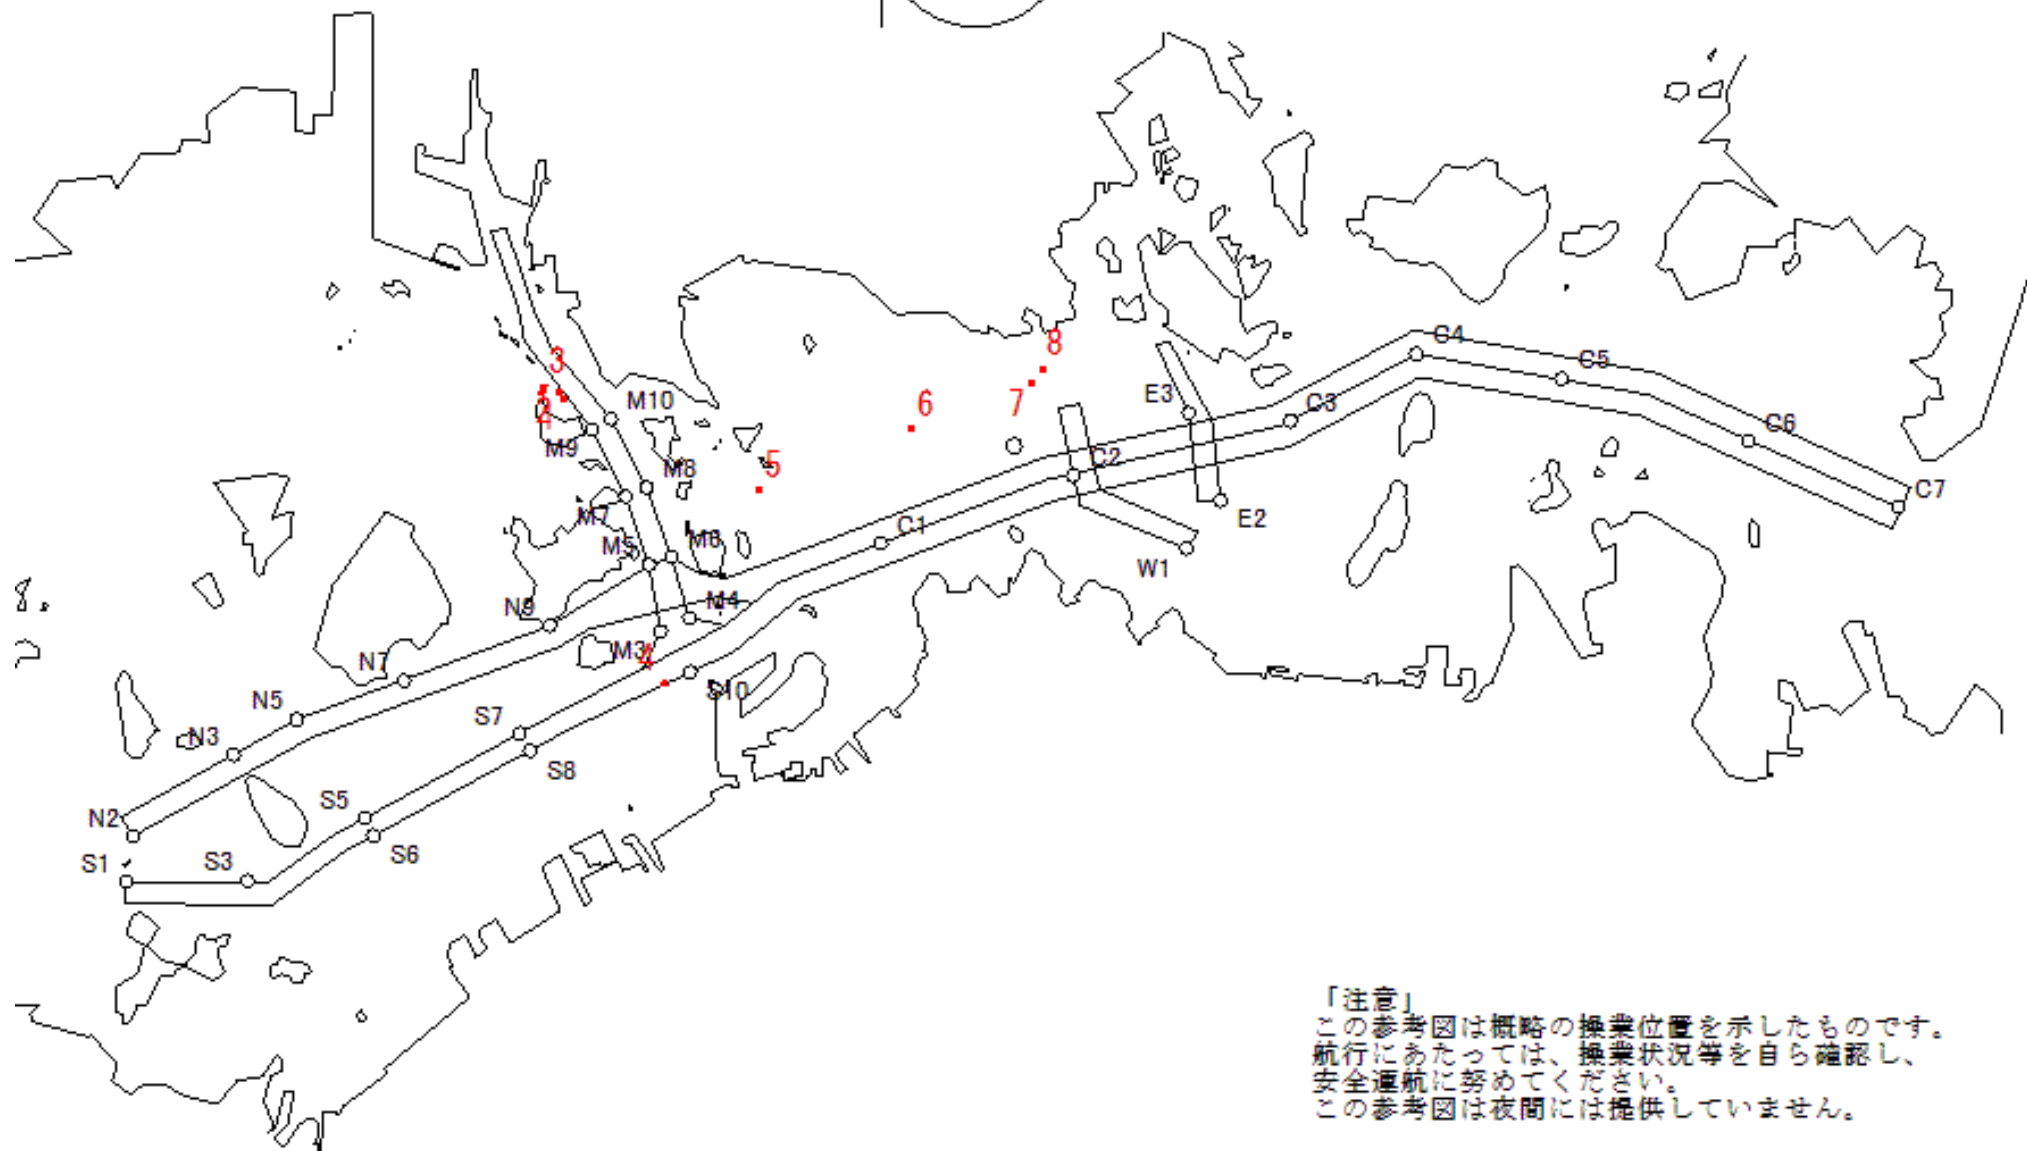 8
C4
3
C5
E3
6
7
M10
C3
4
C6
M9
C2
M8
5
C7
M7
C1
E2
M5
M6
W1
N9
M4
M3
4
N7
S10
N5
S7
N3
S8
S5
N2
S6
S1
S3
「注意」
この参考図は概略の操業位置を示したものです。
航行にあたっては、操業状況等を自ら確認し、
安全運航に努めてください。
この参考図は夜間には提供していません。